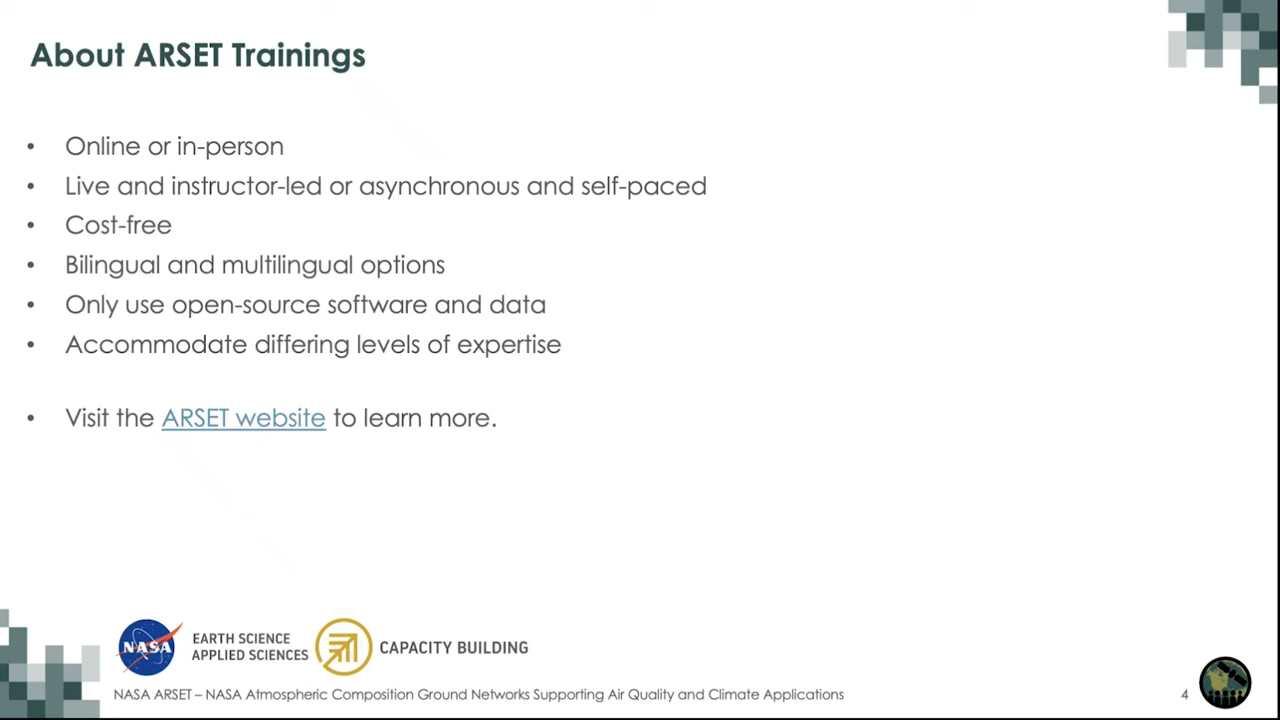 About ARSET Trainings
• Online or in-person
• Live and instructor-led or asynchronous and self-paced
• Cost-free
• Bilingual and multilingual options
• Only use open-source software and data
• Accommodate differing levels of expertise
• Visit the ARSET website to learn more.
NASA
EARTH SCIENCE
APPLIED SCIENCES
CAPACITY BUILDING
NASA ARSET – NASA Atmospheric Composition Ground Networks Supporting Air Quality and Climate Applications
4